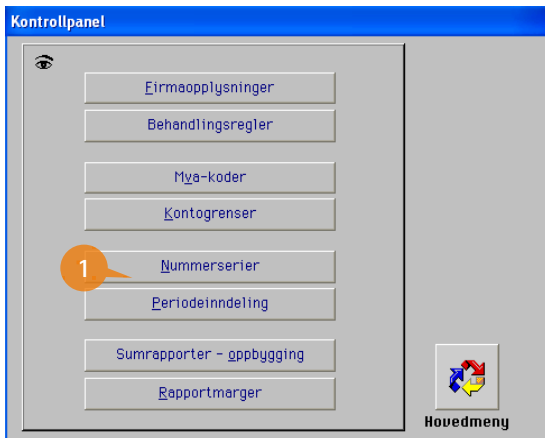 Kontrollpanel
Firmaopplysninger
Behandlingsregler
Mva-koder
Kontogrenser
1
Nummerserier
Periodeinndeling
Sumrapporter - oppbygging
Rapportmarger
Hovedmeny